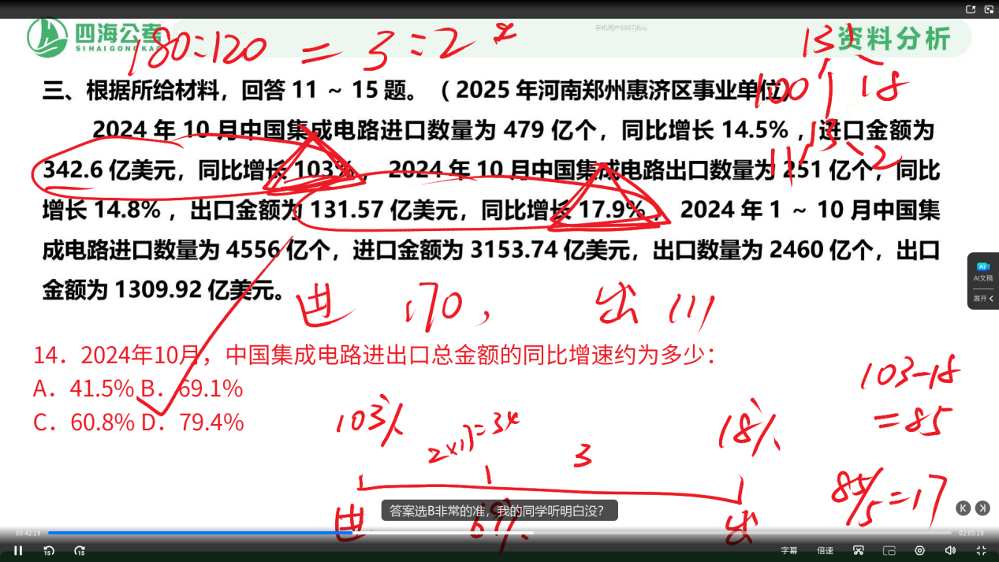 四海公考
SIHAIGONGKAO
手机用户6967jfbic
资料分析
180:120 = 3:2
131
100 18
三、根据所给材料，回答 11 ~ 15 题。（ 2025 年河南郑州惠济区事业单位）
2024 年 10 月中国集成电路进口数量为 479 亿个，同比增长 14.5% ，进口金额为
13
111 2
342.6 亿美元，同比增长 103%， 2024 年 10 月中国集成电路出口数量为 251 亿个，同比
增长 14.8% ，出口金额为 131.57 亿美元，同比增长 17.9% ， 2024 年 1 ~ 10 月中国集
成电路进口数量为 4556 亿个，进口金额为 3153.74 亿美元，出口数量为 2460 亿个，出口
金额为 1309.92 亿美元。
进 170， 出 111
14．2024年10月，中国集成电路进出口总金额的同比增速约为多少：
A．41.5% B．69.1%
C．60.8% D．79.4%
103-18
=85
103% 18%
2×17=34
3
85/5=17
进 69% 出
答案选B非常的准，我的同学听明白没？
AI文稿
展开
00:42:19
02:05:19
15
15
字幕
倍速